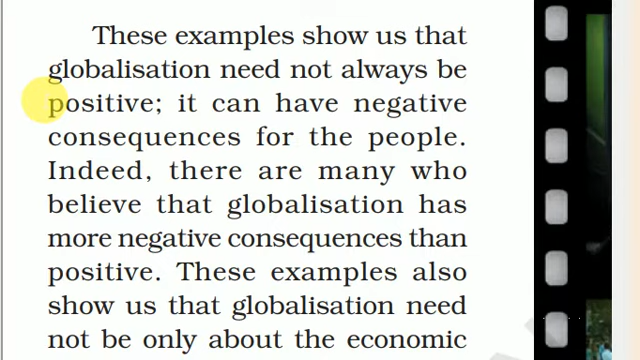 These examples show us that
globalisation need not always be
positive; it can have negative
consequences for the people.
Indeed, there are many who
believe that globalisation has
more negative consequences than
positive. These examples also
show us that globalisation need
not be only about the economic